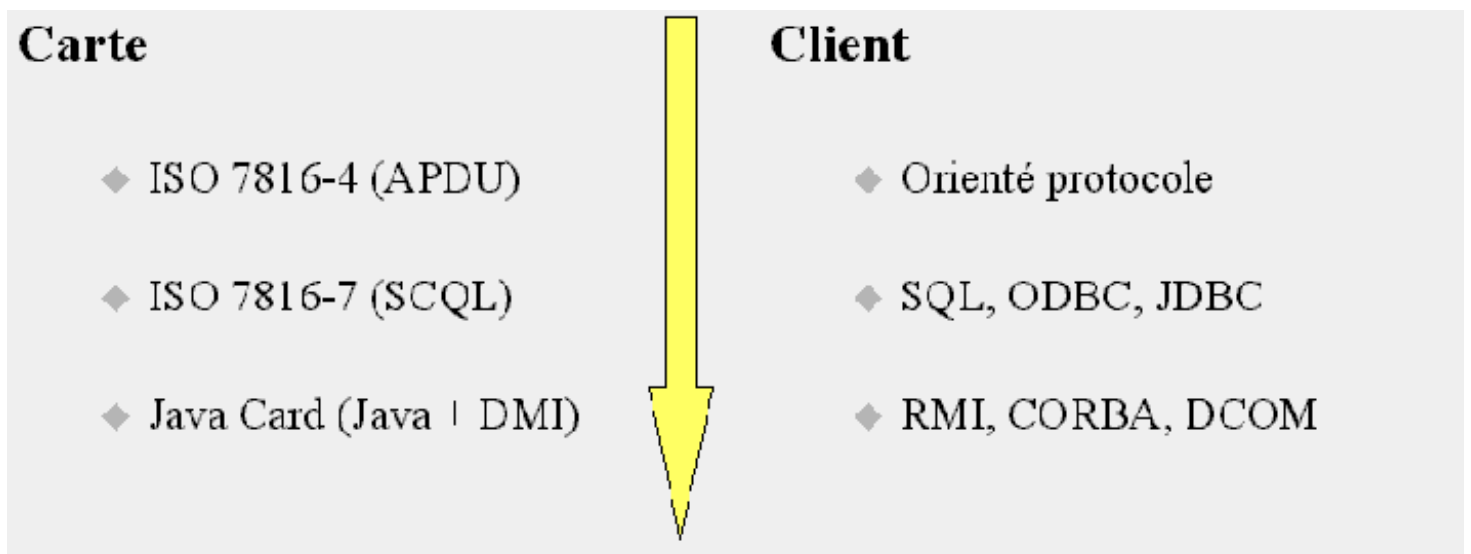 Carte
ISO 7816-4 (APDU)
ISO 7816-7 (SCQL)
Java Card (Java + DMI)
Client
Orienté protocole
SQL, ODBC, JDBC
RMI, CORBA, DCOM